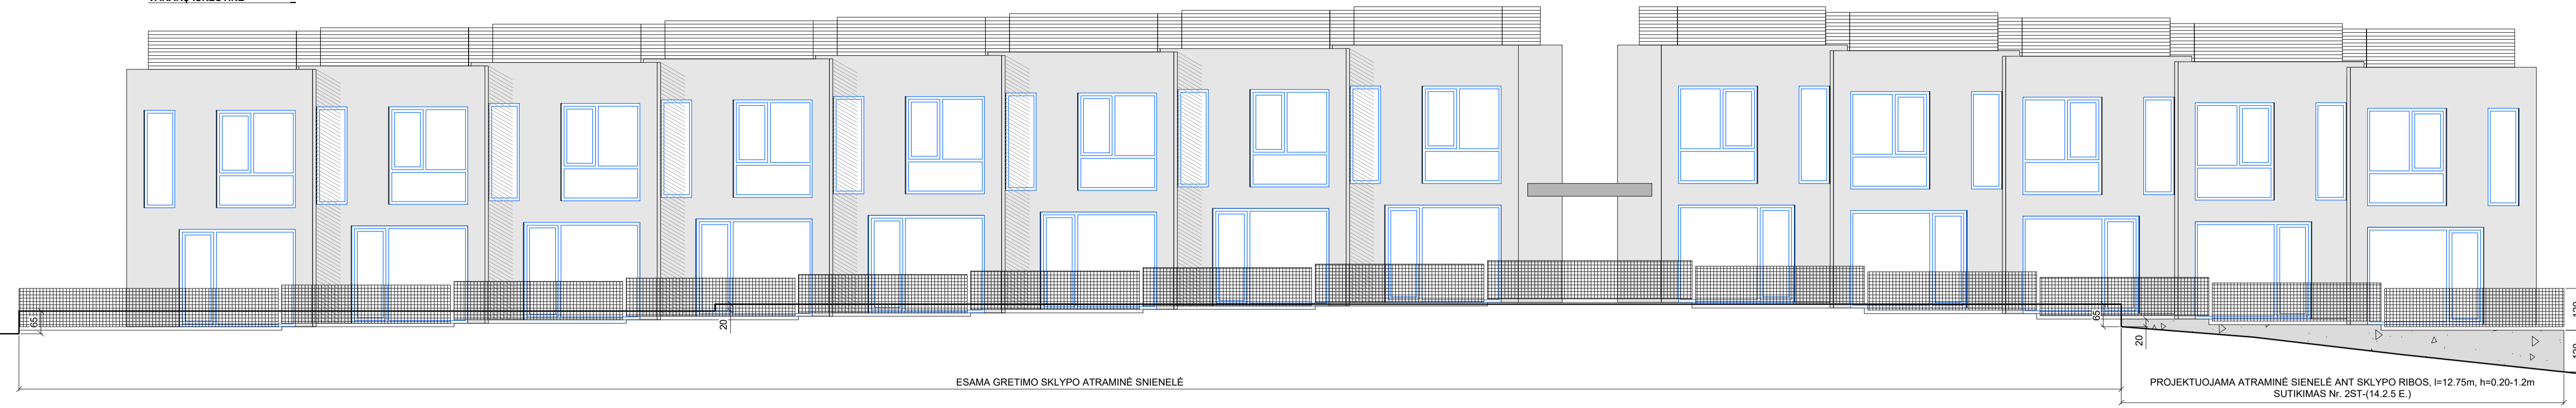 65
20
65
20
ESAMA GRETIMO SKLYPO ATRAMINĖ SNIENELĖ
PROJEKTUOJAMA ATRAMINĖ SIENELĖ ANT SKLYPO RIBOS, l=12.75m, h=0.20-1.2m
SUTIKIMAS Nr. 2ST-(14.2.5 E.)